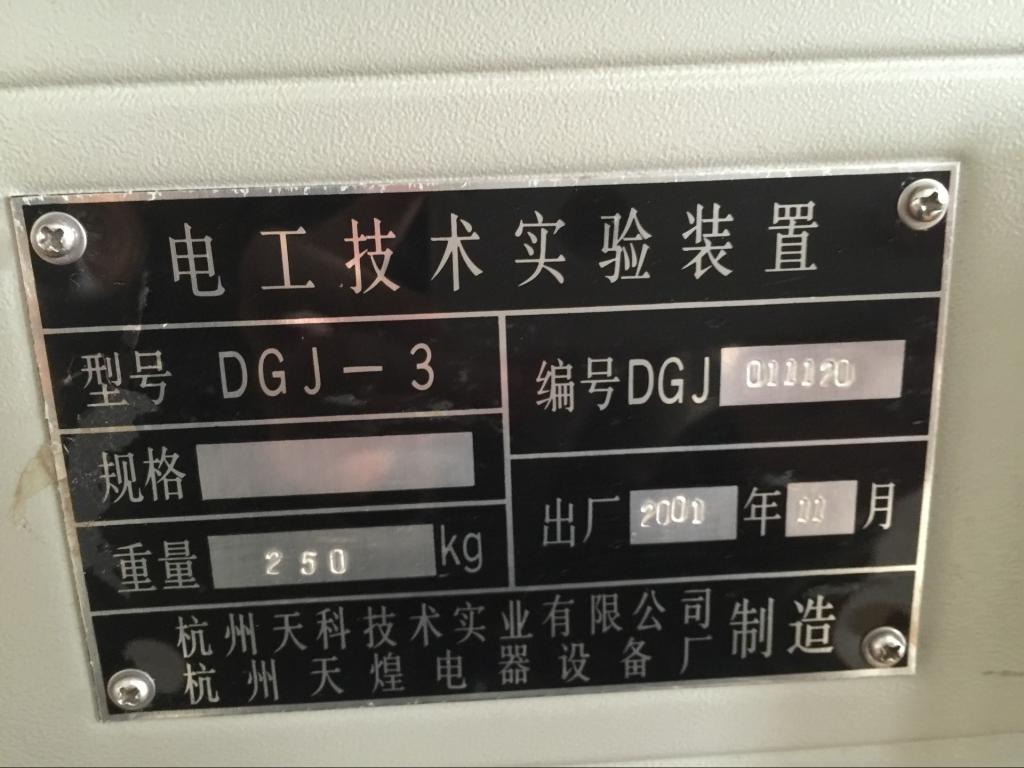 电工技术实验装置
型号 DGJ-3
编号DGJ 011120
规格
出厂 2001 年 11 月
重量 250 kg
杭州天科技术实业有限公司
杭州天煌电器设备厂 制造